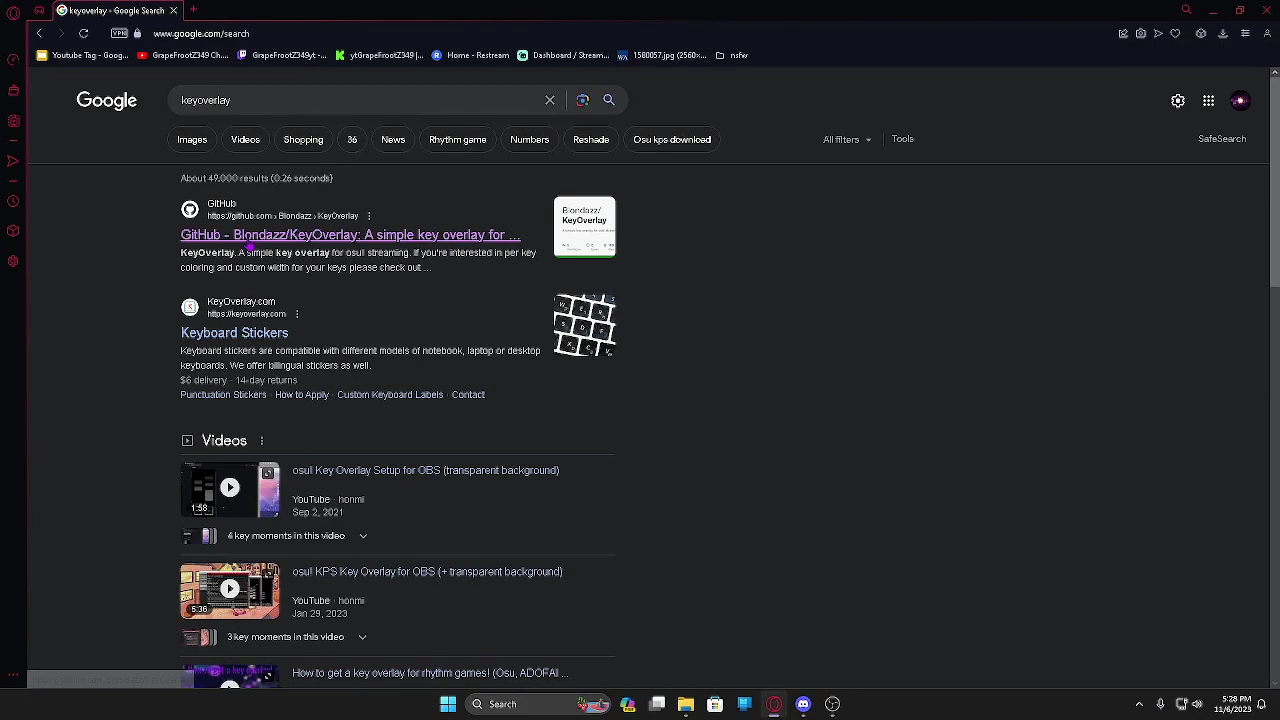 keyoverlay - Google Search
VPN
www.google.com/search
Youtube Tag - Goog...
GrapeFrootZ349 Ch...
GrapeFrootZ349yt -...
ytGrapeFrootZ349 |...
Home - Restream
Dashboard / Stream...
1580057.jpg (2560×...
nsfw
Google
keyoverlay
Images
Videos
Shopping
36
News
Rhythm game
Numbers
Reshade
Osu kps download
All filters
Tools
SafeSearch
About 49,000 results (0.26 seconds)
GitHub
https://github.com › Blondazz › KeyOverlay
GitHub - Blondazz/KeyOverlay: A simple key overlay for ...
KeyOverlay. A simple key overlay for osu! streaming. If you're interested in per key
coloring and custom width for your keys please check out ...
Blondazz/
KeyOverlay
KeyOverlay.com
https://keyoverlay.com
Keyboard Stickers
Keyboard stickers are compatible with different models of notebook, laptop or desktop
keyboards. We offer bilingual stickers as well.
$6 delivery · 14-day returns
Punctuation Stickers · How to Apply · Custom Keyboard Labels · Contact
Videos
osu!! Key Overlay Setup for OBS (transparent background)
1:58
YouTube · honmi
Sep 2, 2021
4 key moments in this video
osu!! KPS Key Overlay for OBS (+ transparent background)
5:36
YouTube · honmi
Jan 29, 2023
3 key moments in this video
How to get a key overlay for rhythm games! (Osu, ADOFAI
Search
5:28 PM
11/6/2023